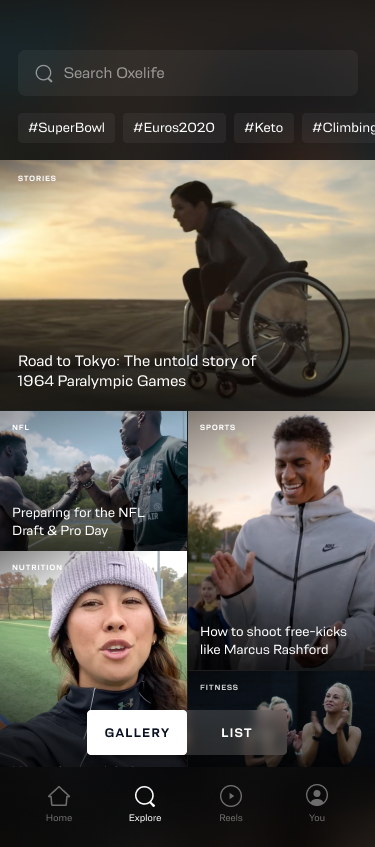 Search Oxelife
#SuperBowl #Euros2020 #Keto #Climbing
STORIES
Road to Tokyo: The untold story of
1964 Paralympic Games
NFL
Preparing for the NFL
Draft & Pro Day
SPORTS
How to shoot free-kicks
like Marcus Rashford
NUTRITION
FITNESS
GALLERY LIST
Home Explore Reels You